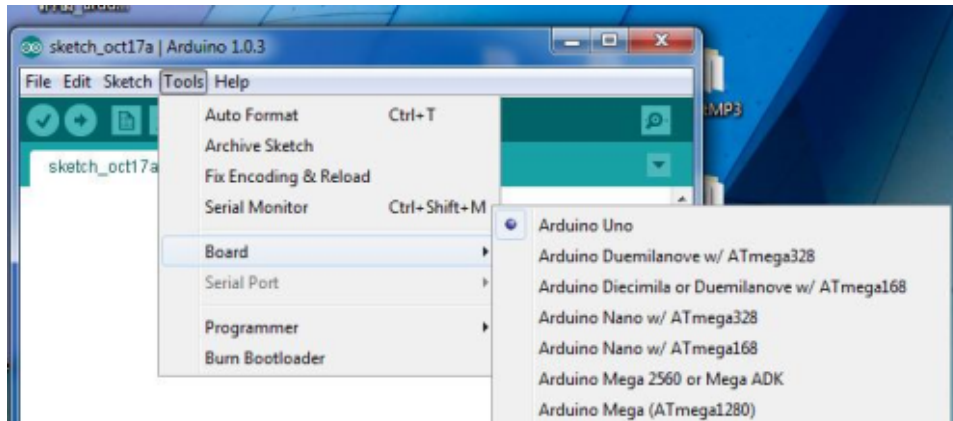 sketch_oct17a | Arduino 1.0.3
File Edit Sketch Tools Help
MP3
sketch_oct17a
Auto Format Ctrl+T
Archive Sketch
Fix Encoding & Reload
Serial Monitor Ctrl+Shift+M
Board
Serial Port
Programmer
Burn Bootloader
Arduino Uno
Arduino Duemilanove w/ ATmega328
Arduino Diecimila or Duemilanove w/ ATmega168
Arduino Nano w/ ATmega328
Arduino Nano w/ ATmega168
Arduino Mega 2560 or Mega ADK
Arduino Mega (ATmega1280)